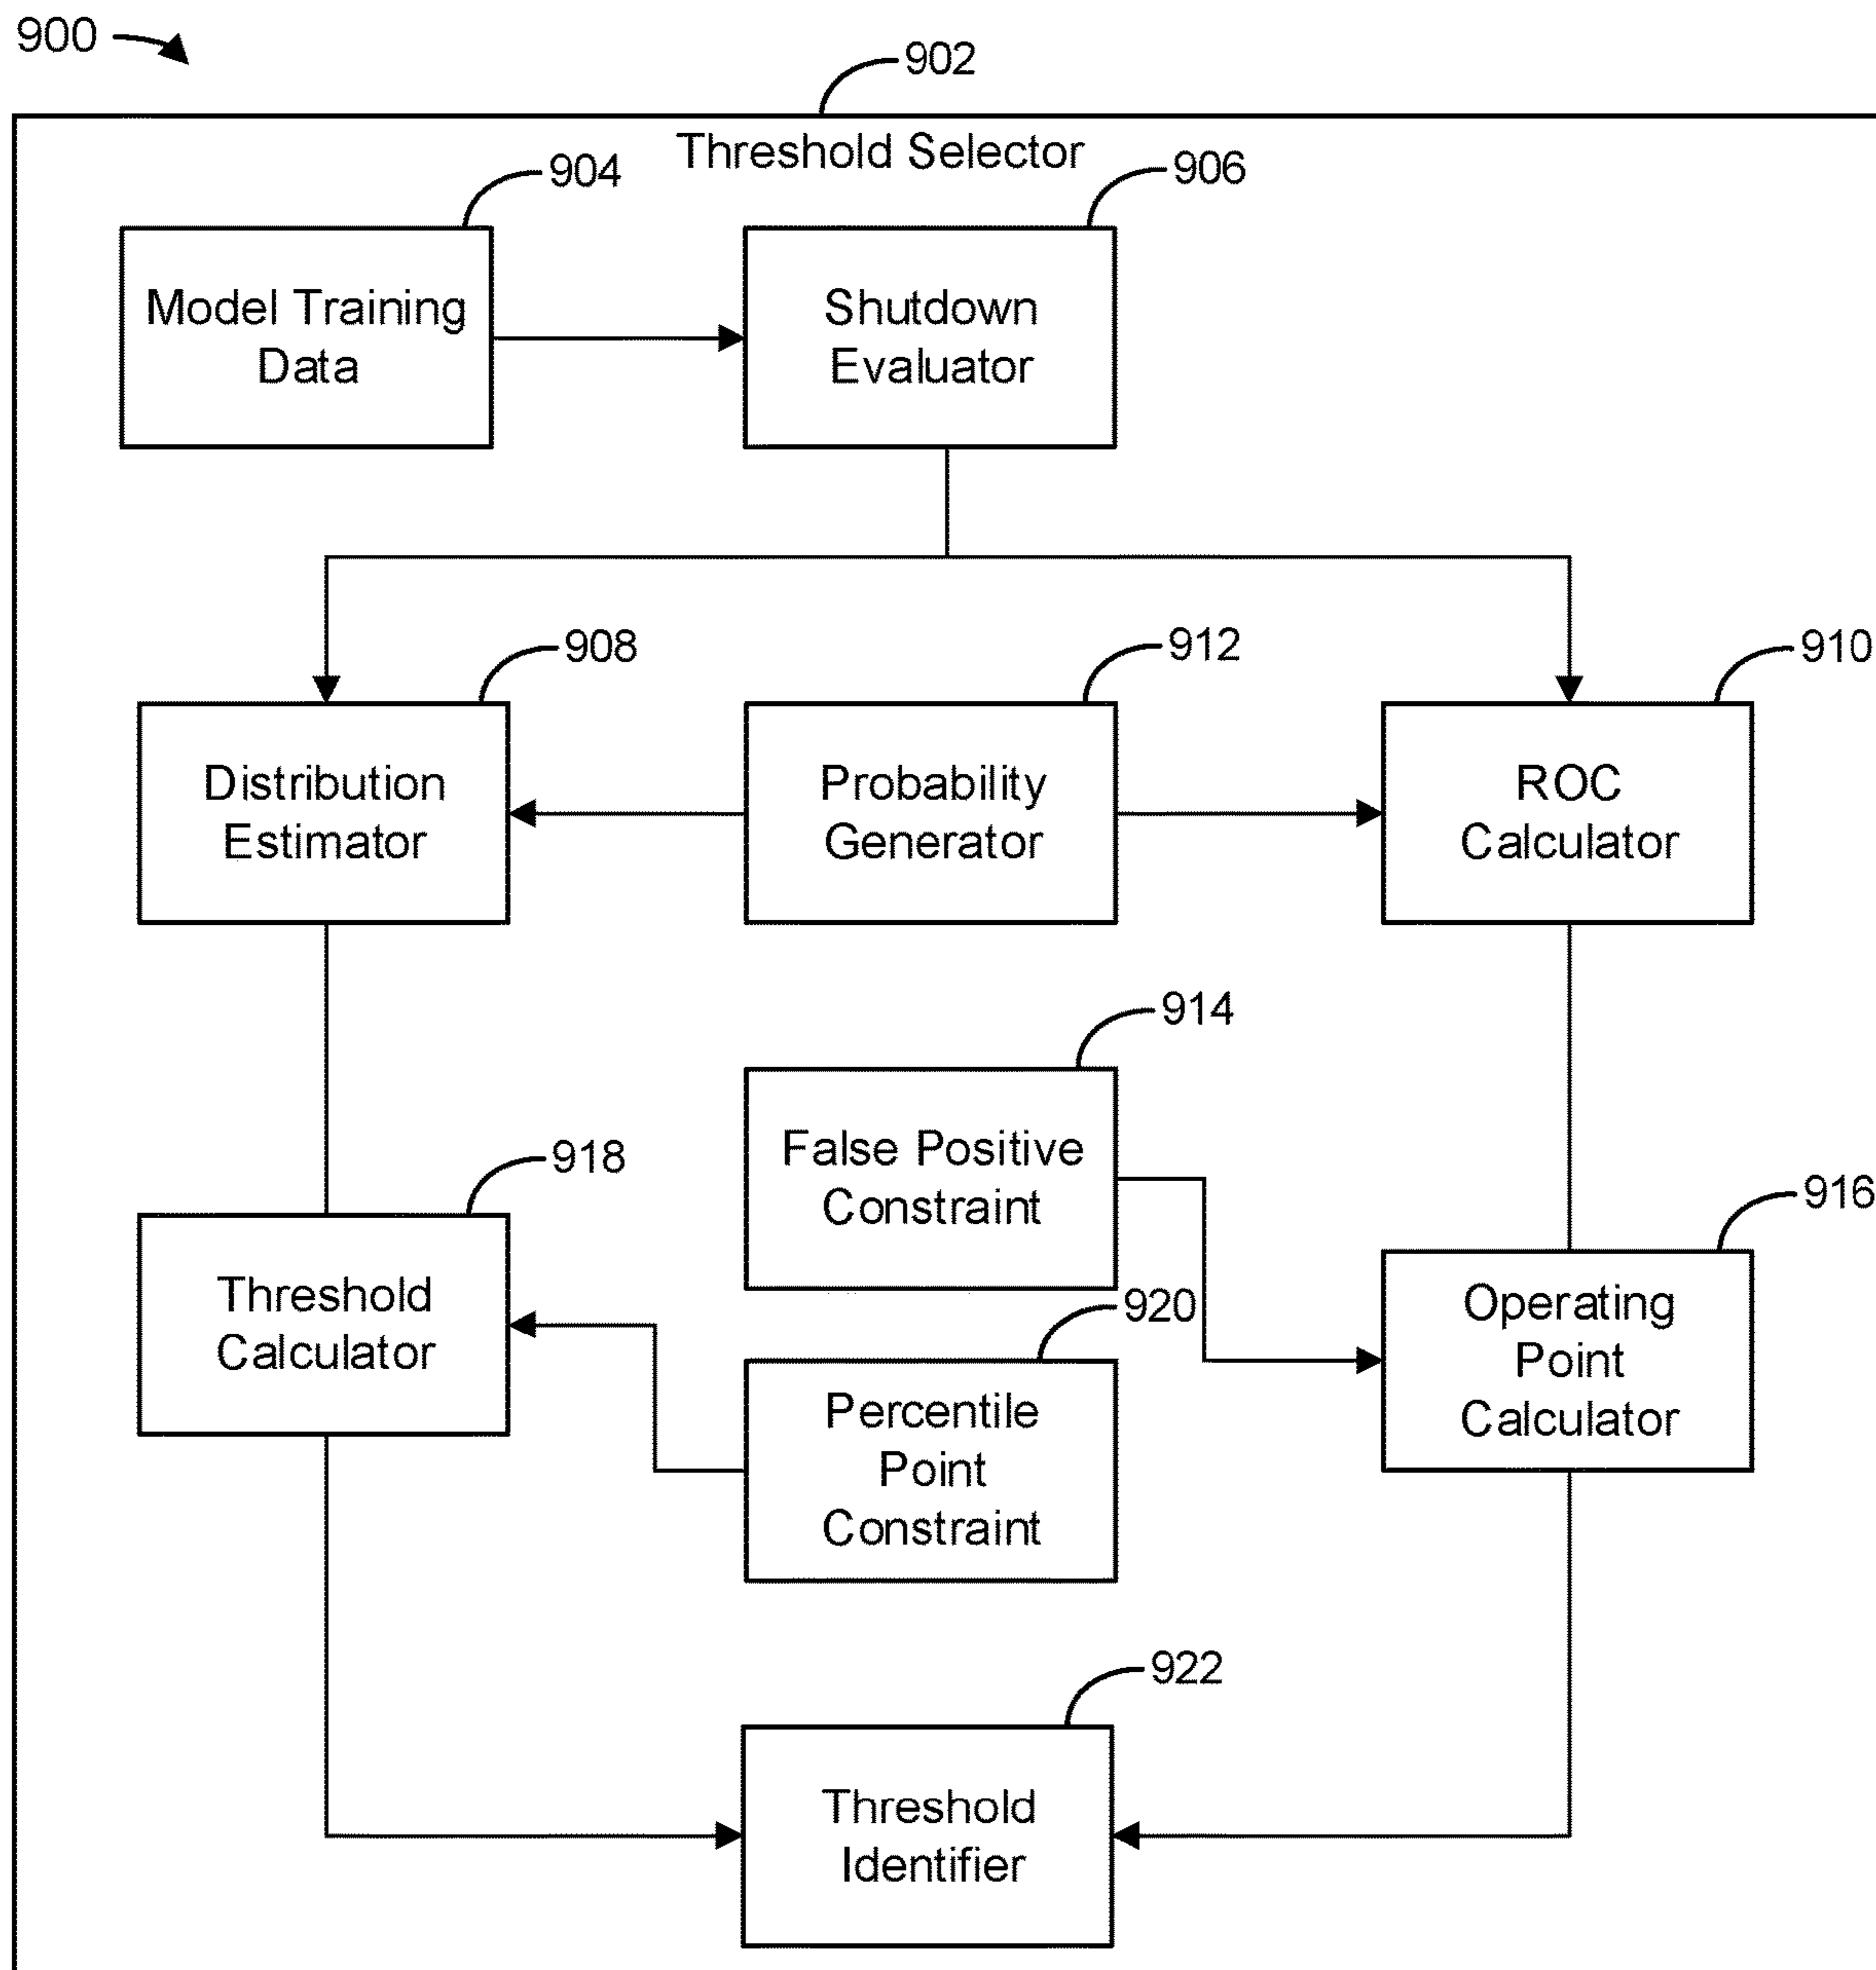 900
902
Threshold Selector
904
906
Model Training
Data
Shutdown
Evaluator
908
912
910
Distribution
Estimator
Probability
Generator
ROC
Calculator
914
False Positive
Constraint
918
916
Threshold
Calculator
920
Operating
Point
Calculator
Percentile
Point
Constraint
922
Threshold
Identifier